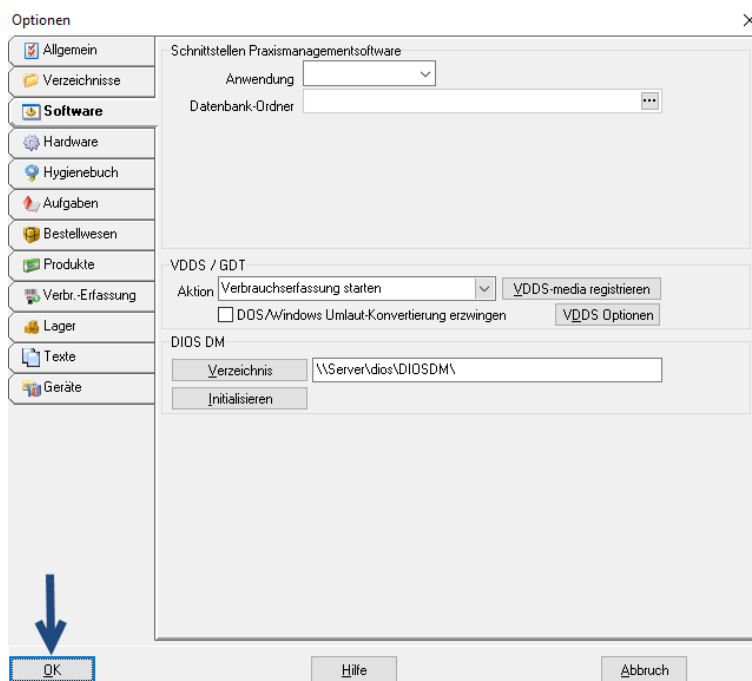 Optionen
Allgemein
Verzeichnisse
Software
Hardware
Hygienebuch
Aufgaben
Bestellwesen
Produkte
Verbr.-Erfassung
Lager
Texte
Geräte
Schnittstellen Praxismanagementsoftware
Anwendung
Datenbank-Ordner
...
VDDS / GDT
Aktion Verbrauchserfassung starten VDDS-media registrieren
DOS/Windows Umlaut-Konvertierung erzwingen VDDS Optionen
DIOS DM
Verzeichnis \\Server\dios\DIOSDM\
Initialisieren
OK Hilfe Abbruch